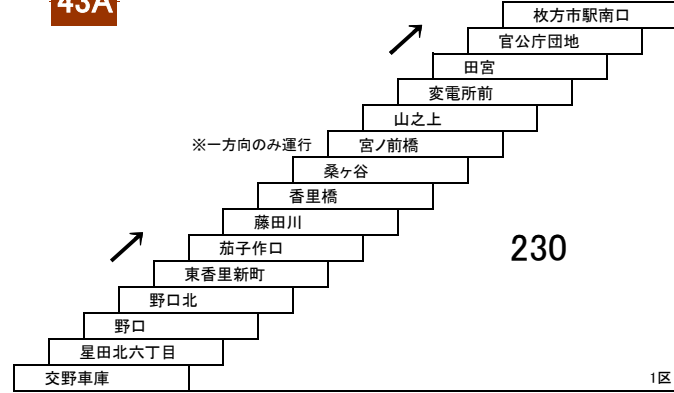 43A
枚方市駅南口
官公庁団地
田宮
変電所前
山之上
※一方向のみ運行
宮ノ前橋
桑ヶ谷
香里橋
藤田川
茄子作口
230
東香里新町
野口北
野口
星田北六丁目
交野車庫
1区